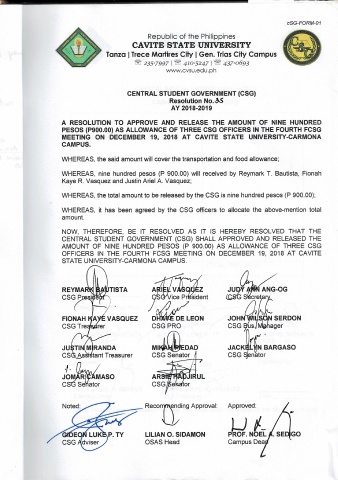 cSG-FORM-01
Republic of the Philippines
CAVITE STATE UNIVERSITY
Tanza | Trece Martires City | Gen. Trias City Campus
☏ 235-7997 | ☏ 410-5247 | ☏ 437-0693
www.cvsu.edu.ph
CENTRAL STUDENT GOVERNMENT (CSG)
Resolution No. 35
AY 2018-2019
A RESOLUTION TO APPROVE AND RELEASE THE AMOUNT OF NINE HUNDRED
PESOS (P900.00) AS ALLOWANCE OF THREE CSG OFFICERS IN THE FOURTH FCSG
MEETING ON DECEMBER 19, 2018 AT CAVITE STATE UNIVERSITY-CARMONA
CAMPUS.
WHEREAS, the said amount will cover the transportation and food allowance;
WHEREAS, nine hundred pesos (P 900.00) will received by Reymark T. Bautista, Fionah
Kaye R. Vasquez and Justin Ariel A. Vasquez;
WHEREAS, the total amount to be released by the CSG is nine hundred pesos (P 900.00);
WHEREAS, it has been agreed by the CSG officers to allocate the above-mention total
amount.
NOW, THEREFORE, BE IT RESOLVED AS IT IS HEREBY RESOLVED THAT THE
CENTRAL STUDENT GOVERNMENT (CSG) SHALL APPROVED AND RELEASED THE
AMOUNT OF NINE HUNDRED PESOS (P 900.00) AS ALLOWANCE OF THREE CSG
OFFICERS IN THE FOURTH FCSG MEETING ON DECEMBER 19, 2018 AT CAVITE
STATE UNIVERSITY-CARMONA CAMPUS.
REYMARK BAUTISTA ARIEL VASQUEZ JUDY ANN ANG-OG
CSG President CSG Vice President CSG Secretary
FIONAH KAYE VASQUEZ DHAYE DE LEON JOHN WILSON SERDON
CSG Treasurer CSG PRO CSG Bus. Manager
JUSTIN MIRANDA PIEDAD JACKELYN BARGASO
CSG Assistant Treasurer CSG Senator CSG Senator
JOMAR CAMASO HADJIRUL
CSG Senator CSG Senator
Noted: Recommending Approval: Approved:
GIDEON LUKE P. TY LILIAN O. SIDAMON PROF. NOEL A. SEDIGO
CSG Adviser OSAS Head Campus Dean